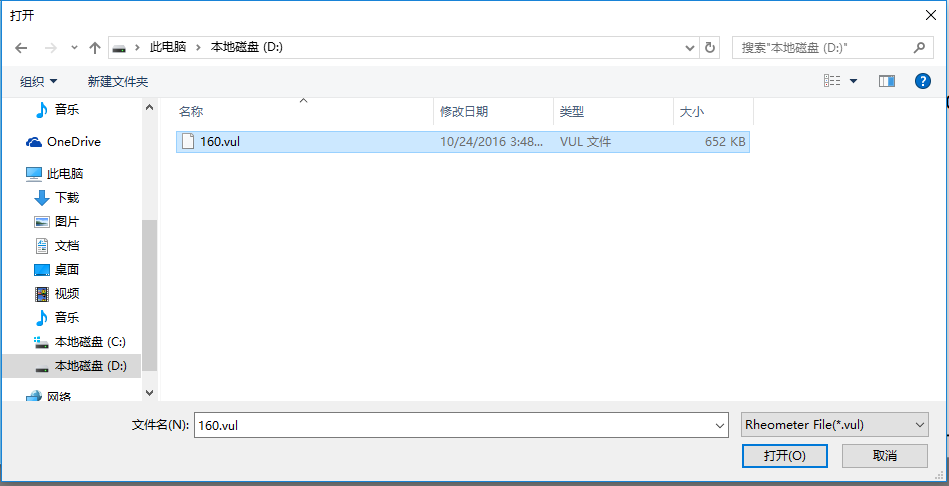 打开
此电脑 › 本地磁盘 (D:)
搜索"本地磁盘 (D:)"
组织
新建文件夹
音乐
OneDrive
此电脑
下载
图片
文档
桌面
视频
音乐
本地磁盘 (C:)
本地磁盘 (D:)
网络
名称 修改日期 类型 大小
160.vul 10/24/2016 3:48... VUL 文件 652 KB
文件名(N): 160.vul Rheometer File(*.vul)
打开(O) 取消